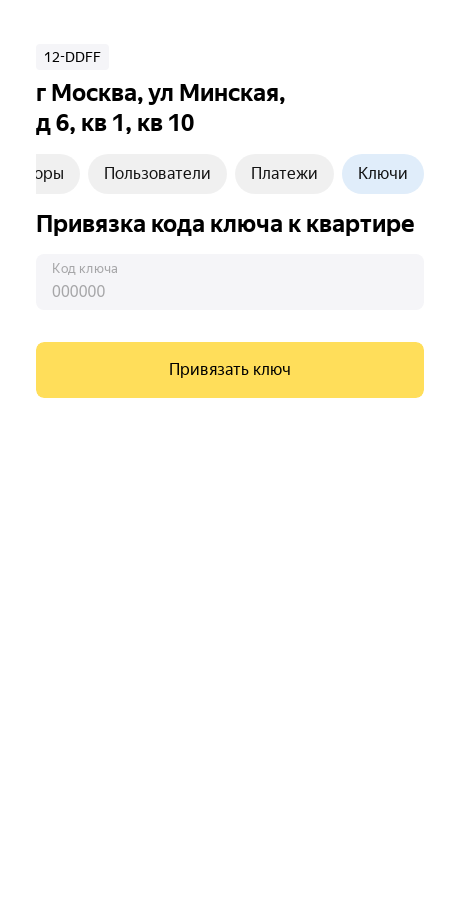 12-DDFF
г Москва, ул Минская,
д 6, кв 1, кв 10
оры Пользователи Платежи Ключи
Привязка кода ключа к квартире
Код ключа
000000
Привязать ключ